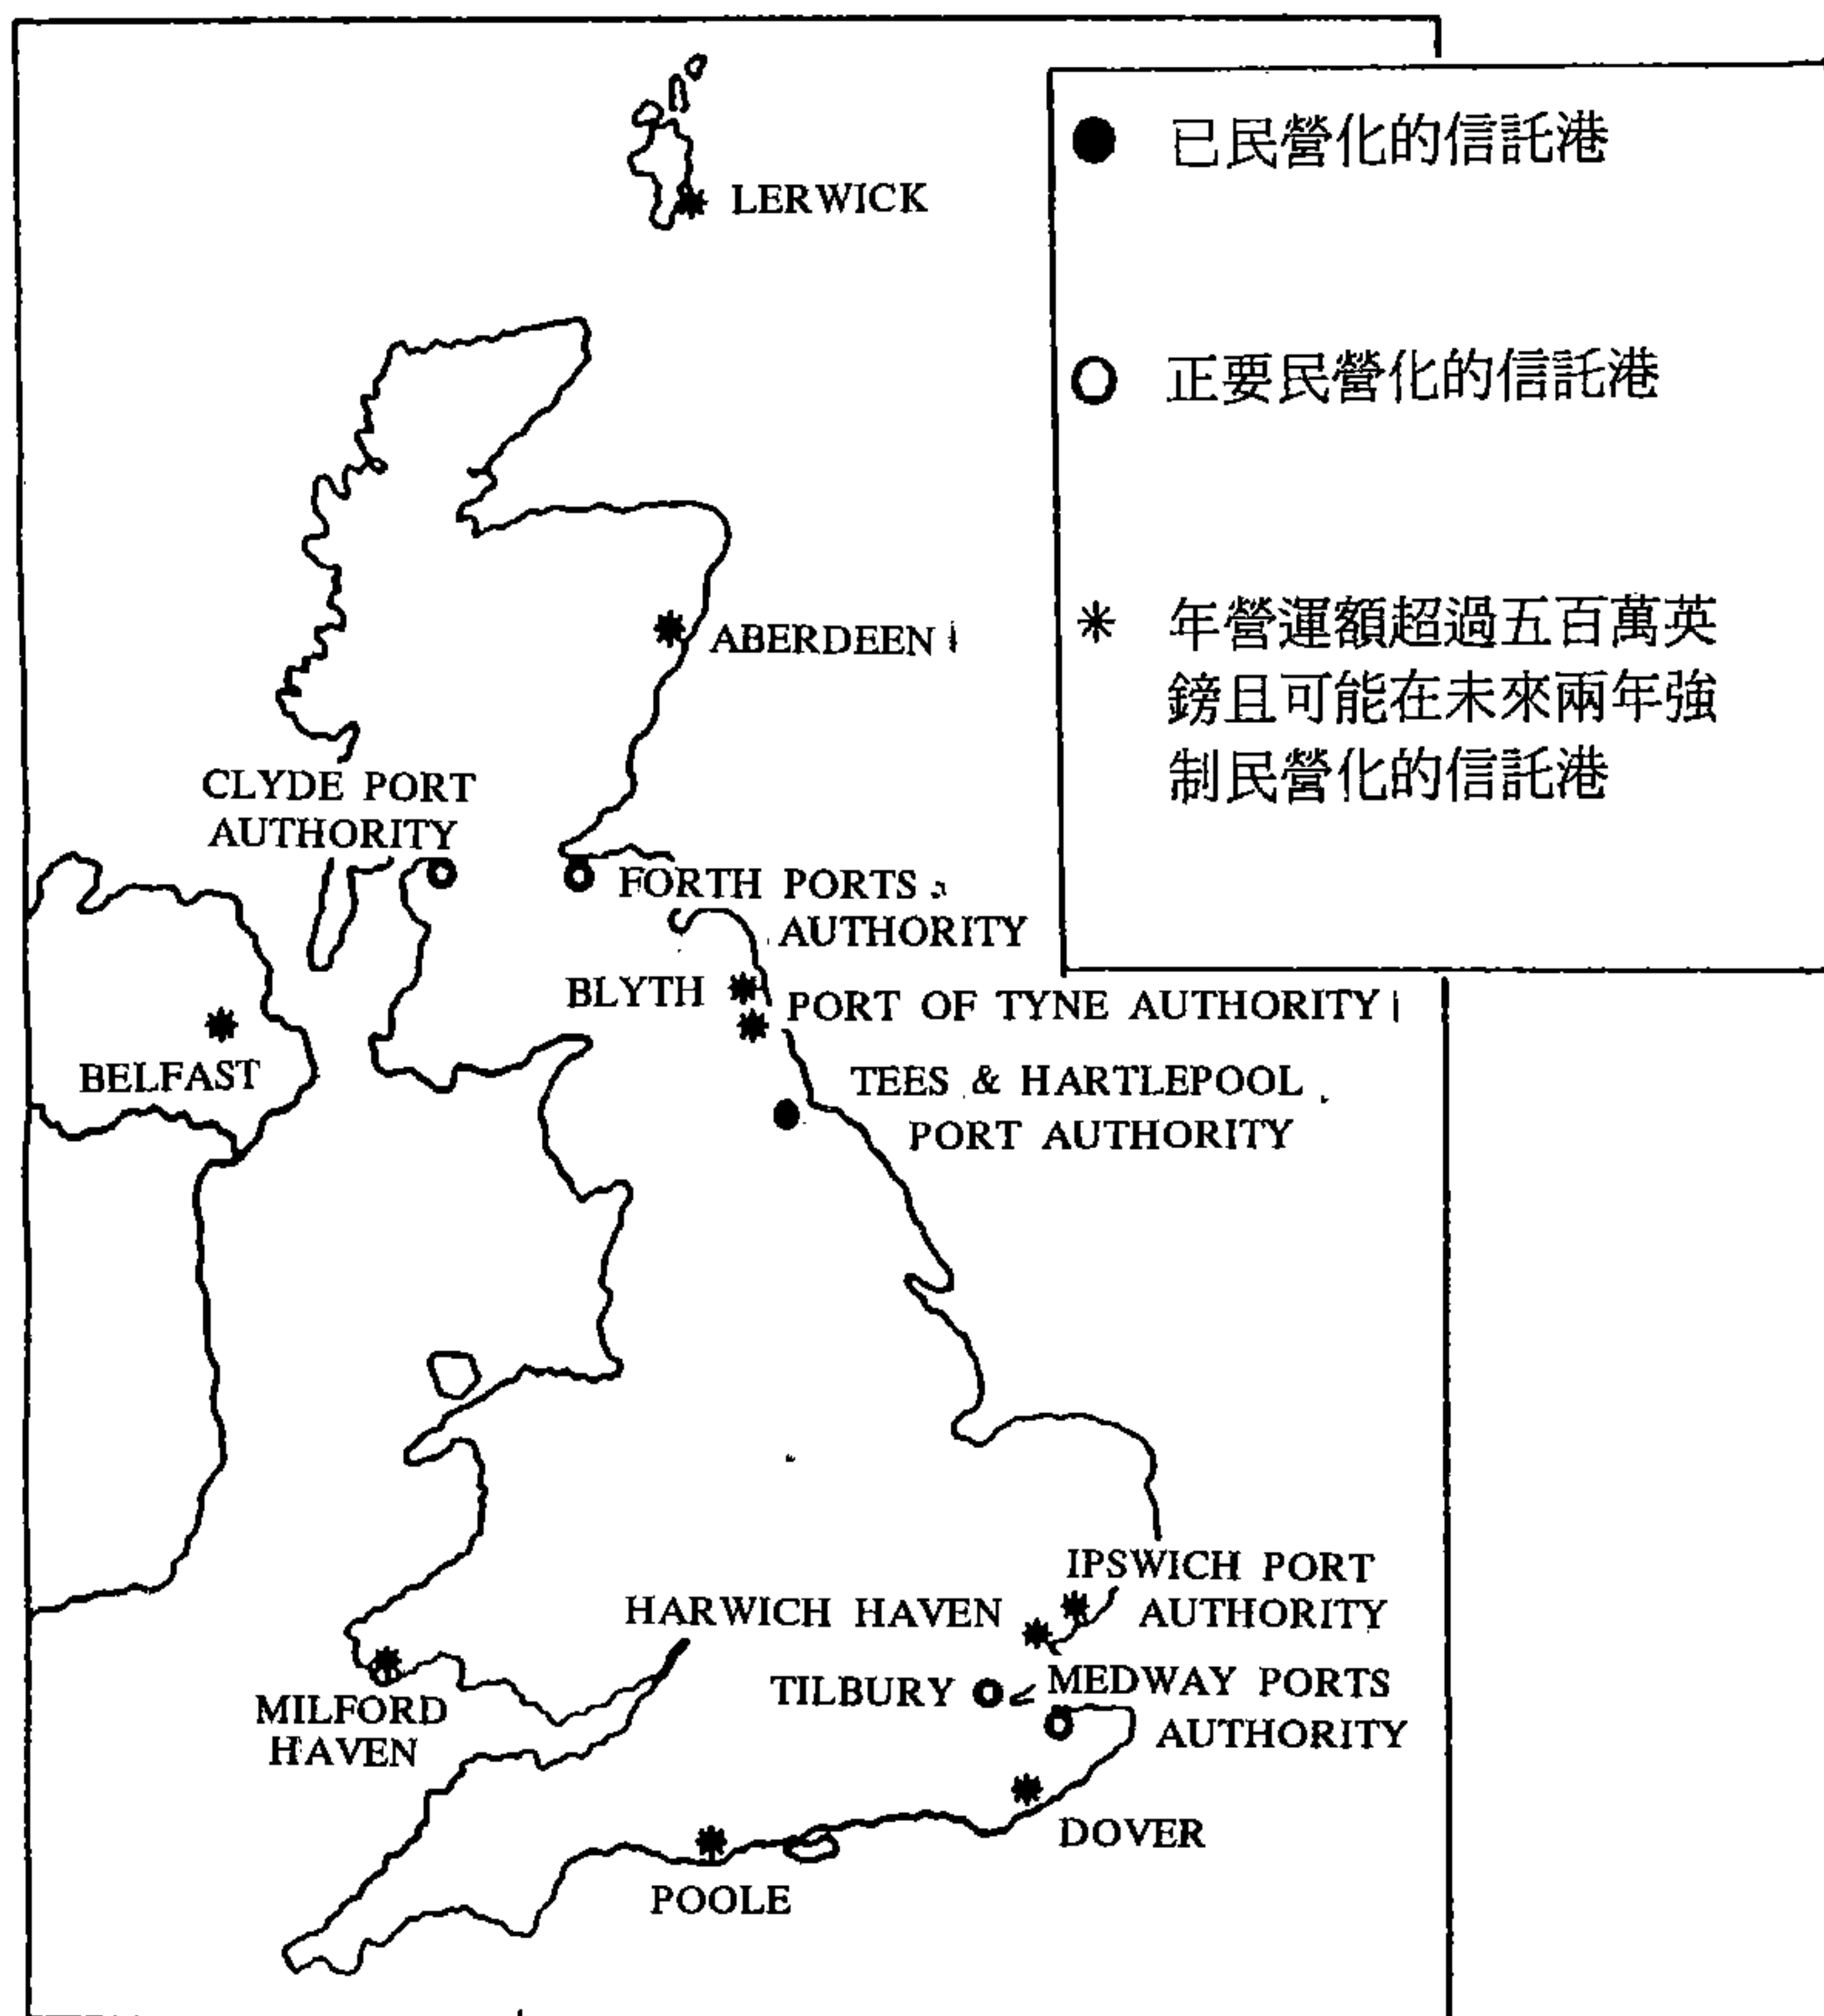 LERWICK
已民營化的信託港
正要民營化的信託港
年營運額超過五百萬英
鎊且可能在未來兩年強
制民營化的信託港
ABERDEEN
CLYDE PORT
AUTHORITY
FORTH PORTS
AUTHORITY
BLYTH
PORT OF TYNE AUTHORITY
BELFAST
TEES & HARTLEPOOL
PORT AUTHORITY
IPSWICH PORT
AUTHORITY
HARWICH HAVEN
TILBURY
MEDWAY PORTS
AUTHORITY
MILFORD
HAVEN
DOVER
POOLE